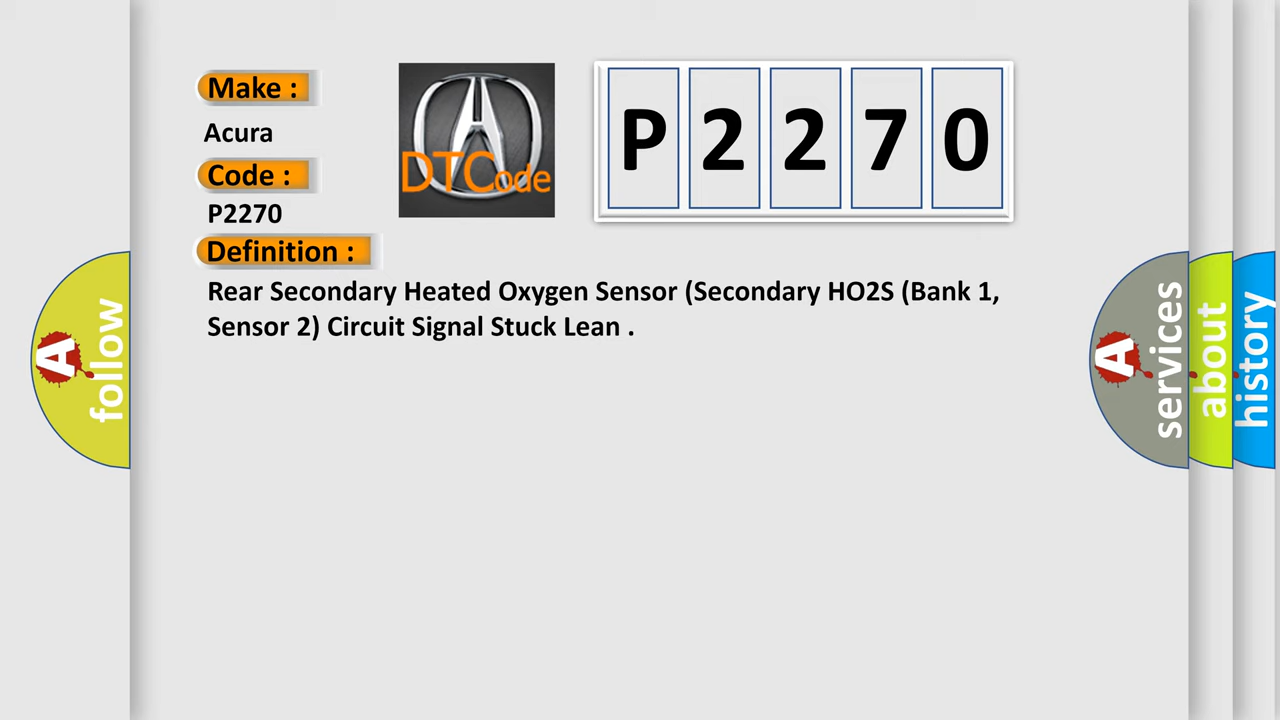 Make :
Acura
Code :
P2270
Definition :
Rear Secondary Heated Oxygen Sensor (Secondary HO2S (Bank 1,
Sensor 2) Circuit Signal Stuck Lean .
DTCode
P 2 2 7 0
A follow
A services
about
history